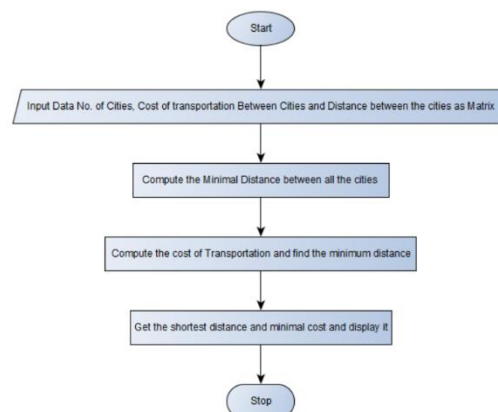 Start
Input Data No. of Cities, Cost of transportation Between Cities and Distance between the cities as Matrix
Compute the Minimal Distance between all the cities
Compute the cost of Transportation and find the minimum distance
Get the shortest distance and minimal cost and display it
Stop